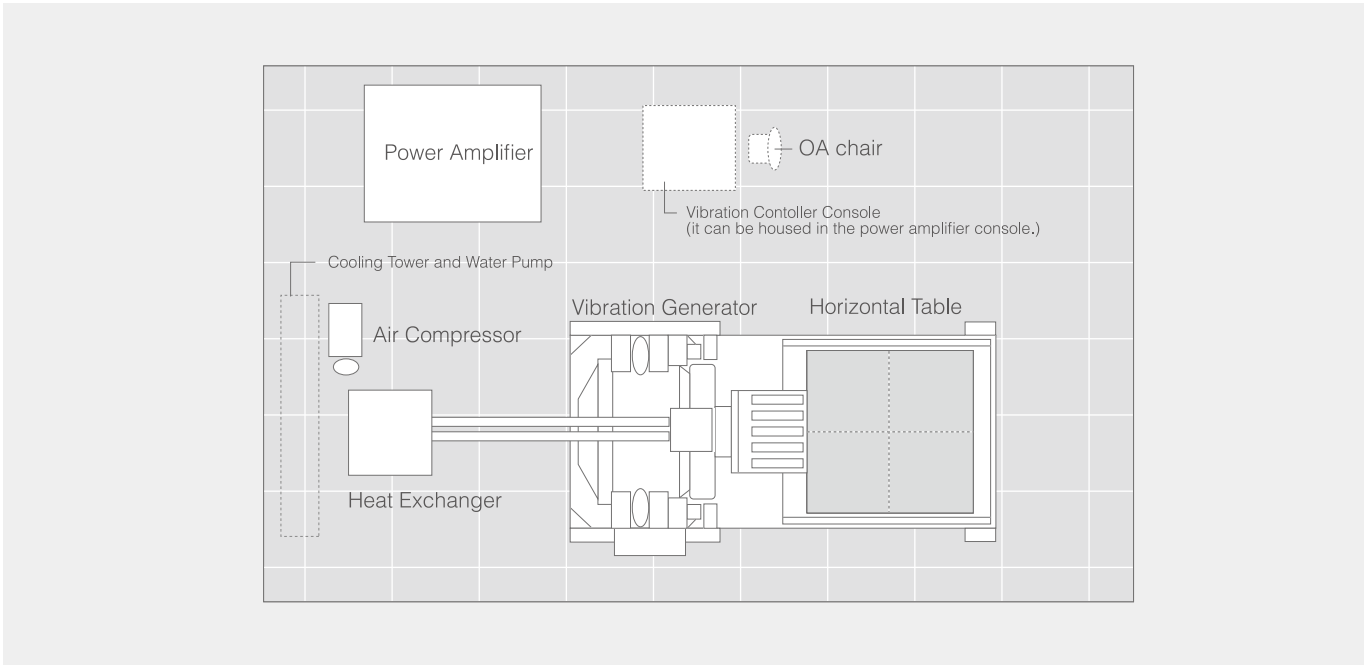 Power Amplifier
OA chair
Vibration Contoller Console
(it can be housed in the power amplifier console.)
Cooling Tower and Water Pump
Vibration Generator
Horizontal Table
Air Compressor
Heat Exchanger